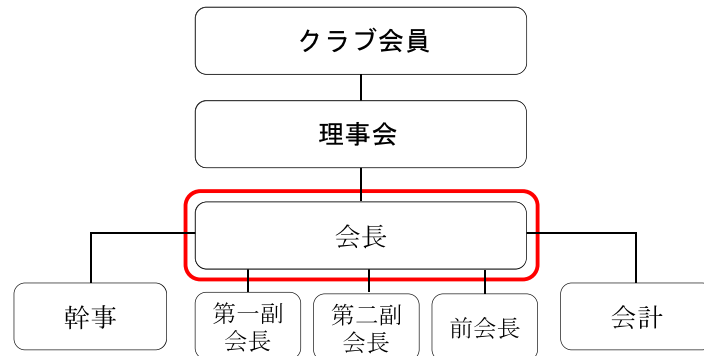 クラブ会員
理事会
会長
幹事
第一副
会長
第二副
会長
前会長
会計